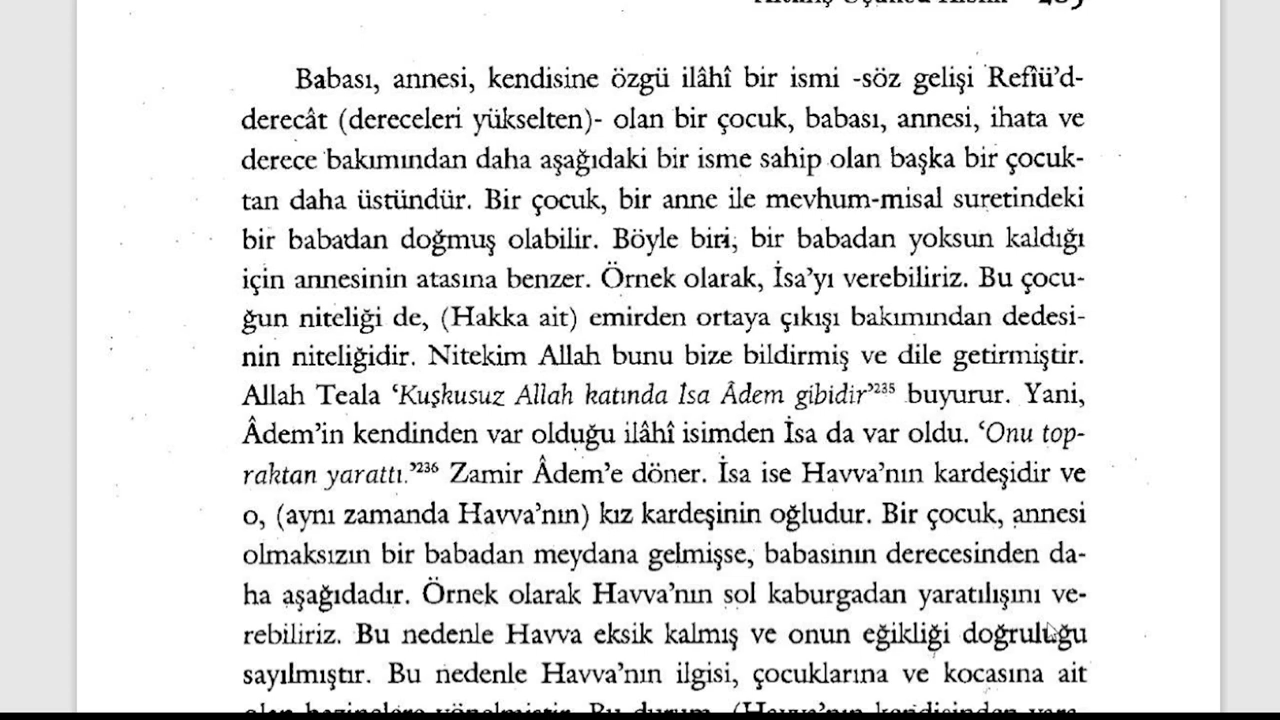 Babası, annesi, kendisine özgü ilâhî bir ismi -söz gelişi Refîü’d-
derecât (dereceleri yükselten)- olan bir çocuk, babası, annesi, ihata ve
derece bakımından daha aşağıdaki bir isme sahip olan başka bir çocuk-
tan daha üstündür. Bir çocuk, bir anne ile mevhum-misal suretindeki
bir babadan doğmuş olabilir. Böyle biri, bir babadan yoksun kaldığı
için annesinin atasına benzer. Örnek olarak, İsa’yı verebiliriz. Bu çocu-
ğun niteliği de, (Hakka ait) emirden ortaya çıkışı bakımından dedesi-
nin niteliğidir. Nitekim Allah bunu bize bildirmiş ve dile getirmiştir.
Allah Teala ‘Kuşkusuz Allah katında İsa Âdem gibidir’²³⁵ buyurur. Yani,
Âdem’in kendinden var olduğu ilâhî isimden İsa da var oldu. ‘Onu top-
raktan yarattı.’²³⁶ Zamir Âdem’e döner. İsa ise Havva’nın kardeşidir ve
o, (aynı zamanda Havva’nın) kız kardeşinin oğludur. Bir çocuk, annesi
olmaksızın bir babadan meydana gelmişse, babasının derecesinden da-
ha aşağıdadır. Örnek olarak Havva’nın sol kaburgadan yaratılışını ve-
rebiliriz. Bu nedenle Havva eksik kalmış ve onun eğikliği doğruluğu
sayılmıştır. Bu nedenle Havva’nın ilgisi, çocuklarına ve kocasına ait